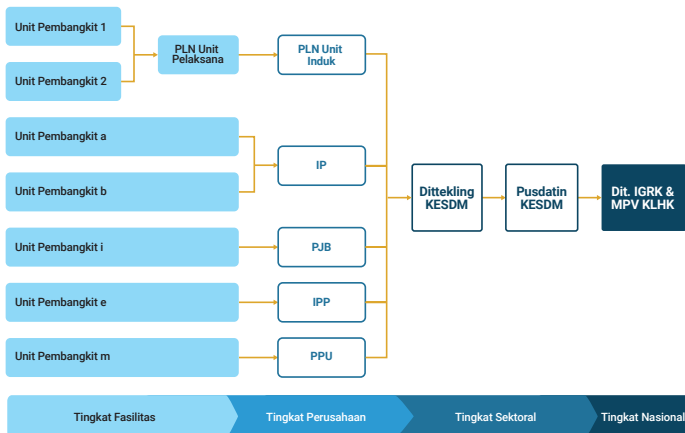 Unit Pembangkit 1
Unit Pembangkit 2
PLN Unit
Pelaksana
PLN Unit
Induk
Unit Pembangkit a
Unit Pembangkit b
IP
Unit Pembangkit i
PJB
Unit Pembangkit e
IPP
Unit Pembangkit m
PPU
Dittekling
KESDM
Pusdatin
KESDM
Dit. IGRK &
MPV KLHK
Tingkat Fasilitas
Tingkat Perusahaan
Tingkat Sektoral
Tingkat Nasional